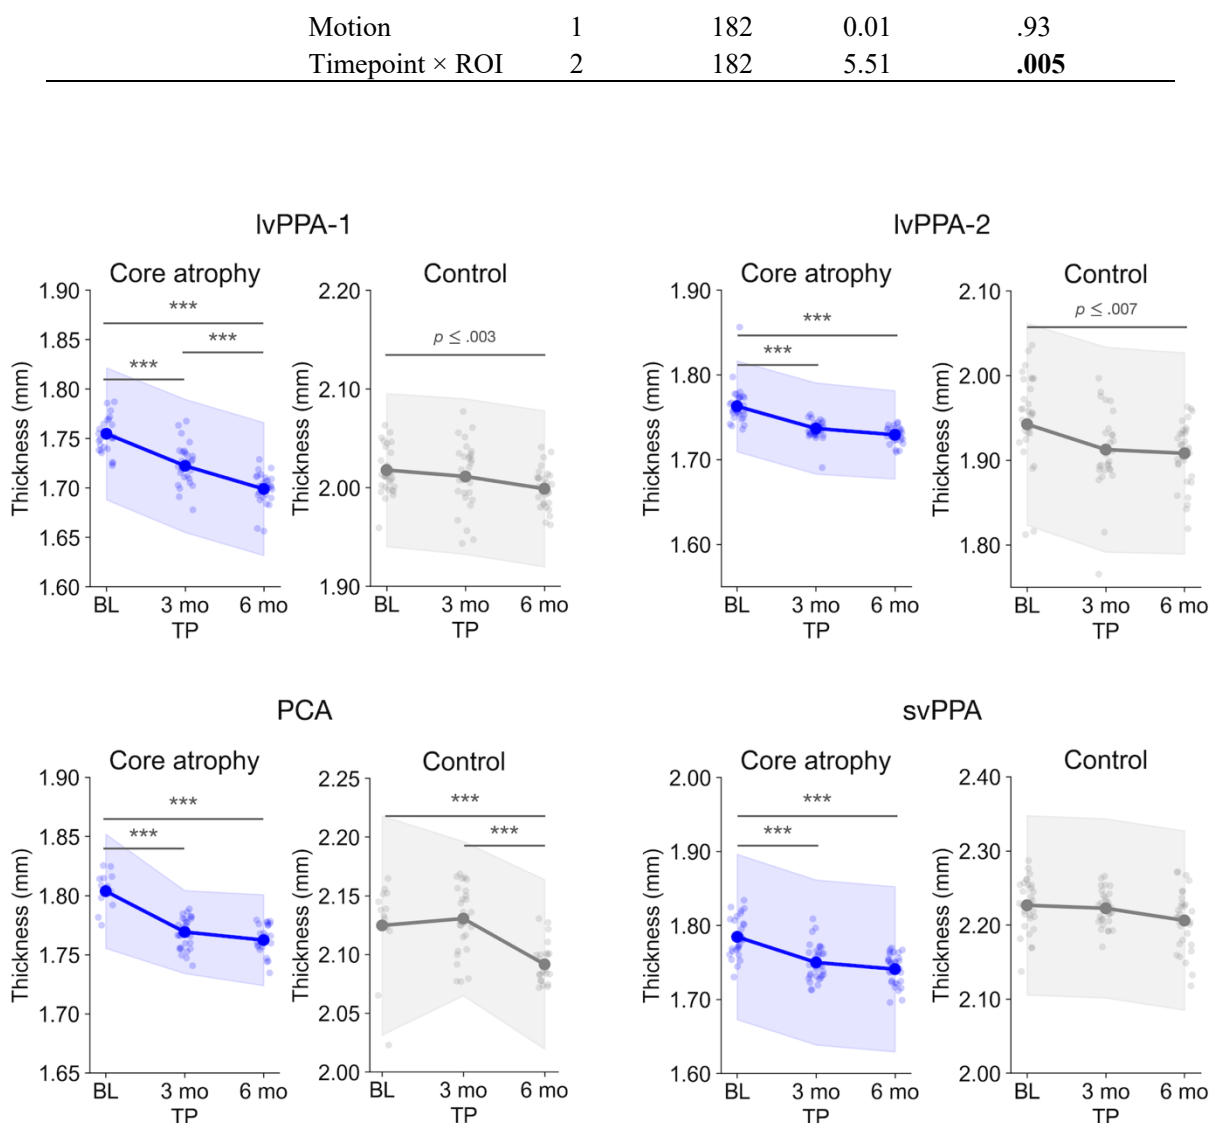 Motion 1 182 0.01 .93
Timepoint × ROI 2 182 5.51 .005
lvPPA-1
Core atrophy
Thickness (mm)
1.90
1.85
1.80
1.75
1.70
1.65
1.60
***
***
***
BL 3 mo 6 mo
TP
Control
Thickness (mm)
2.20
2.10
2.00
1.90
p ≤ .003
BL 3 mo 6 mo
TP
lvPPA-2
Core atrophy
Thickness (mm)
1.90
1.80
1.70
1.60
***
***
BL 3 mo 6 mo
TP
Control
Thickness (mm)
2.10
2.00
1.90
1.80
p ≤ .007
BL 3 mo 6 mo
TP
PCA
Core atrophy
Thickness (mm)
1.90
1.85
1.80
1.75
1.70
1.65
***
***
BL 3 mo 6 mo
TP
Control
Thickness (mm)
2.25
2.20
2.15
2.10
2.05
2.00
***
***
BL 3 mo 6 mo
TP
svPPA
Core atrophy
Thickness (mm)
2.00
1.90
1.80
1.70
1.60
***
***
BL 3 mo 6 mo
TP
Control
Thickness (mm)
2.40
2.30
2.20
2.10
2.00
BL 3 mo 6 mo
TP